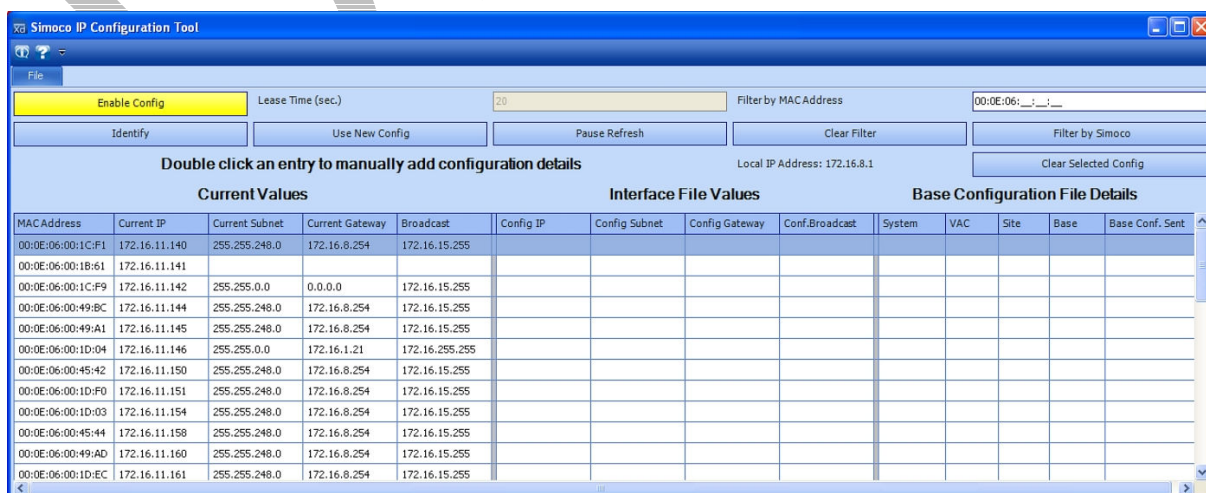 Simoco IP Configuration Tool
File
Enable Config Lease Time (sec.) 20 Filter by MAC Address 00:0E:06:__:__:__
Identify Use New Config Pause Refresh Clear Filter Filter by Simoco
Double click an entry to manually add configuration details Local IP Address: 172.16.8.1 Clear Selected Config
Current Values Interface File Values Base Configuration File Details
MAC Address Current IP Current Subnet Current Gateway Broadcast Config IP Config Subnet Config Gateway Conf.Broadcast System VAC Site Base Base Conf. Sent
00:0E:06:00:1C:F1 172.16.11.140 255.255.248.0 172.16.8.254 172.16.15.255
00:0E:06:00:1B:61 172.16.11.141
00:0E:06:00:1C:F9 172.16.11.142 255.255.0.0 0.0.0.0 172.16.15.255
00:0E:06:00:49:BC 172.16.11.144 255.255.248.0 172.16.8.254 172.16.15.255
00:0E:06:00:49:A1 172.16.11.145 255.255.248.0 172.16.8.254 172.16.15.255
00:0E:06:00:1D:04 172.16.11.146 255.255.0.0 172.16.1.21 172.16.255.255
00:0E:06:00:45:42 172.16.11.150 255.255.248.0 172.16.8.254 172.16.15.255
00:0E:06:00:1D:F0 172.16.11.151 255.255.248.0 172.16.8.254 172.16.15.255
00:0E:06:00:1D:03 172.16.11.154 255.255.248.0 172.16.8.254 172.16.15.255
00:0E:06:00:45:44 172.16.11.158 255.255.248.0 172.16.8.254 172.16.15.255
00:0E:06:00:49:AD 172.16.11.160 255.255.248.0 172.16.8.254 172.16.15.255
00:0E:06:00:1D:EC 172.16.11.161 255.255.248.0 172.16.8.254 172.16.15.255